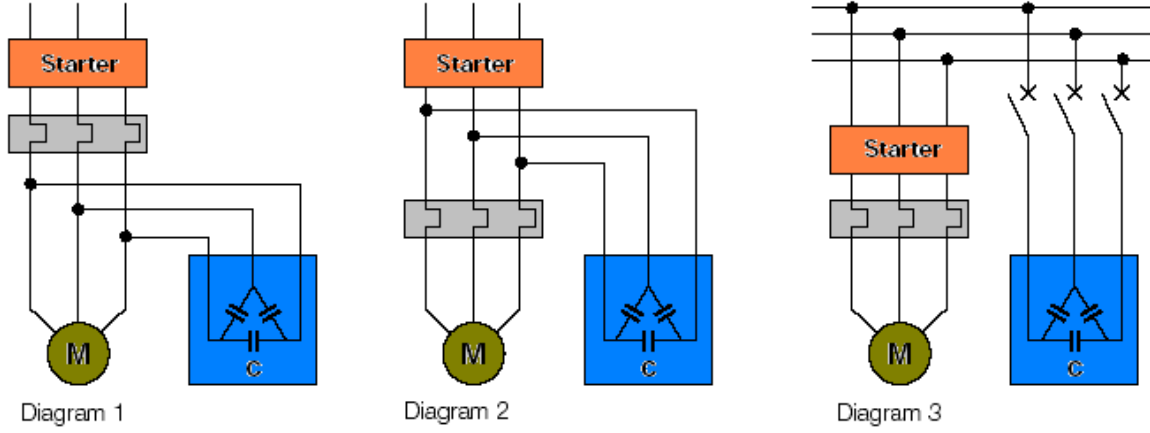 Starter
M
C
Diagram 1
Starter
M
C
Diagram 2
Starter
M
C
Diagram 3